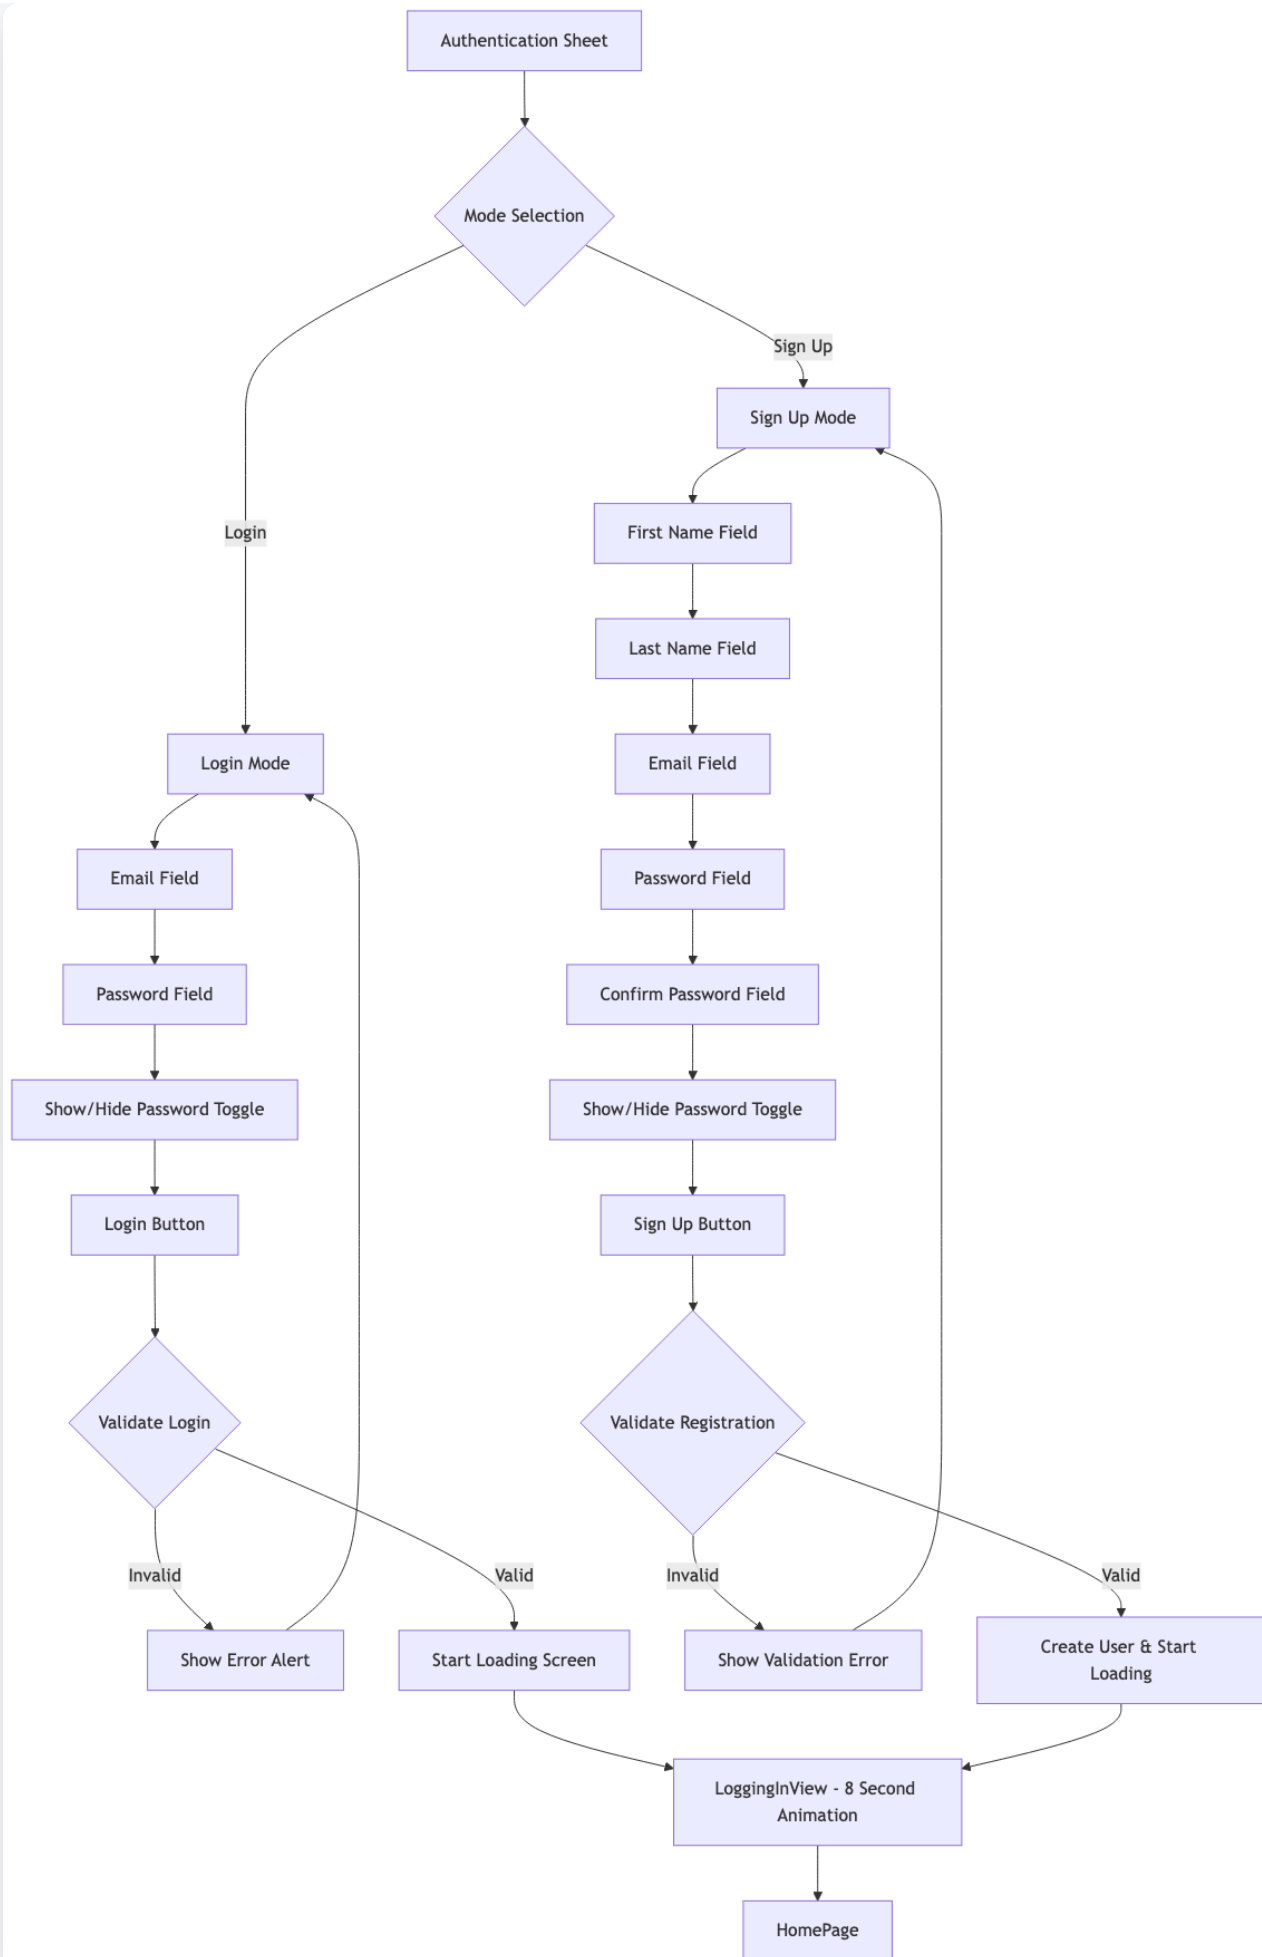 Authentication Sheet
Mode Selection
Sign Up
Sign Up Mode
First Name Field
Login
Last Name Field
Login Mode
Email Field
Email Field
Password Field
Password Field
Confirm Password Field
Show/Hide Password Toggle
Show/Hide Password Toggle
Login Button
Sign Up Button
Validate Login
Validate Registration
Invalid
Valid
Invalid
Valid
Show Error Alert
Start Loading Screen
Show Validation Error
Create User & Start
Loading
LoggingInView - 8 Second
Animation
HomePage